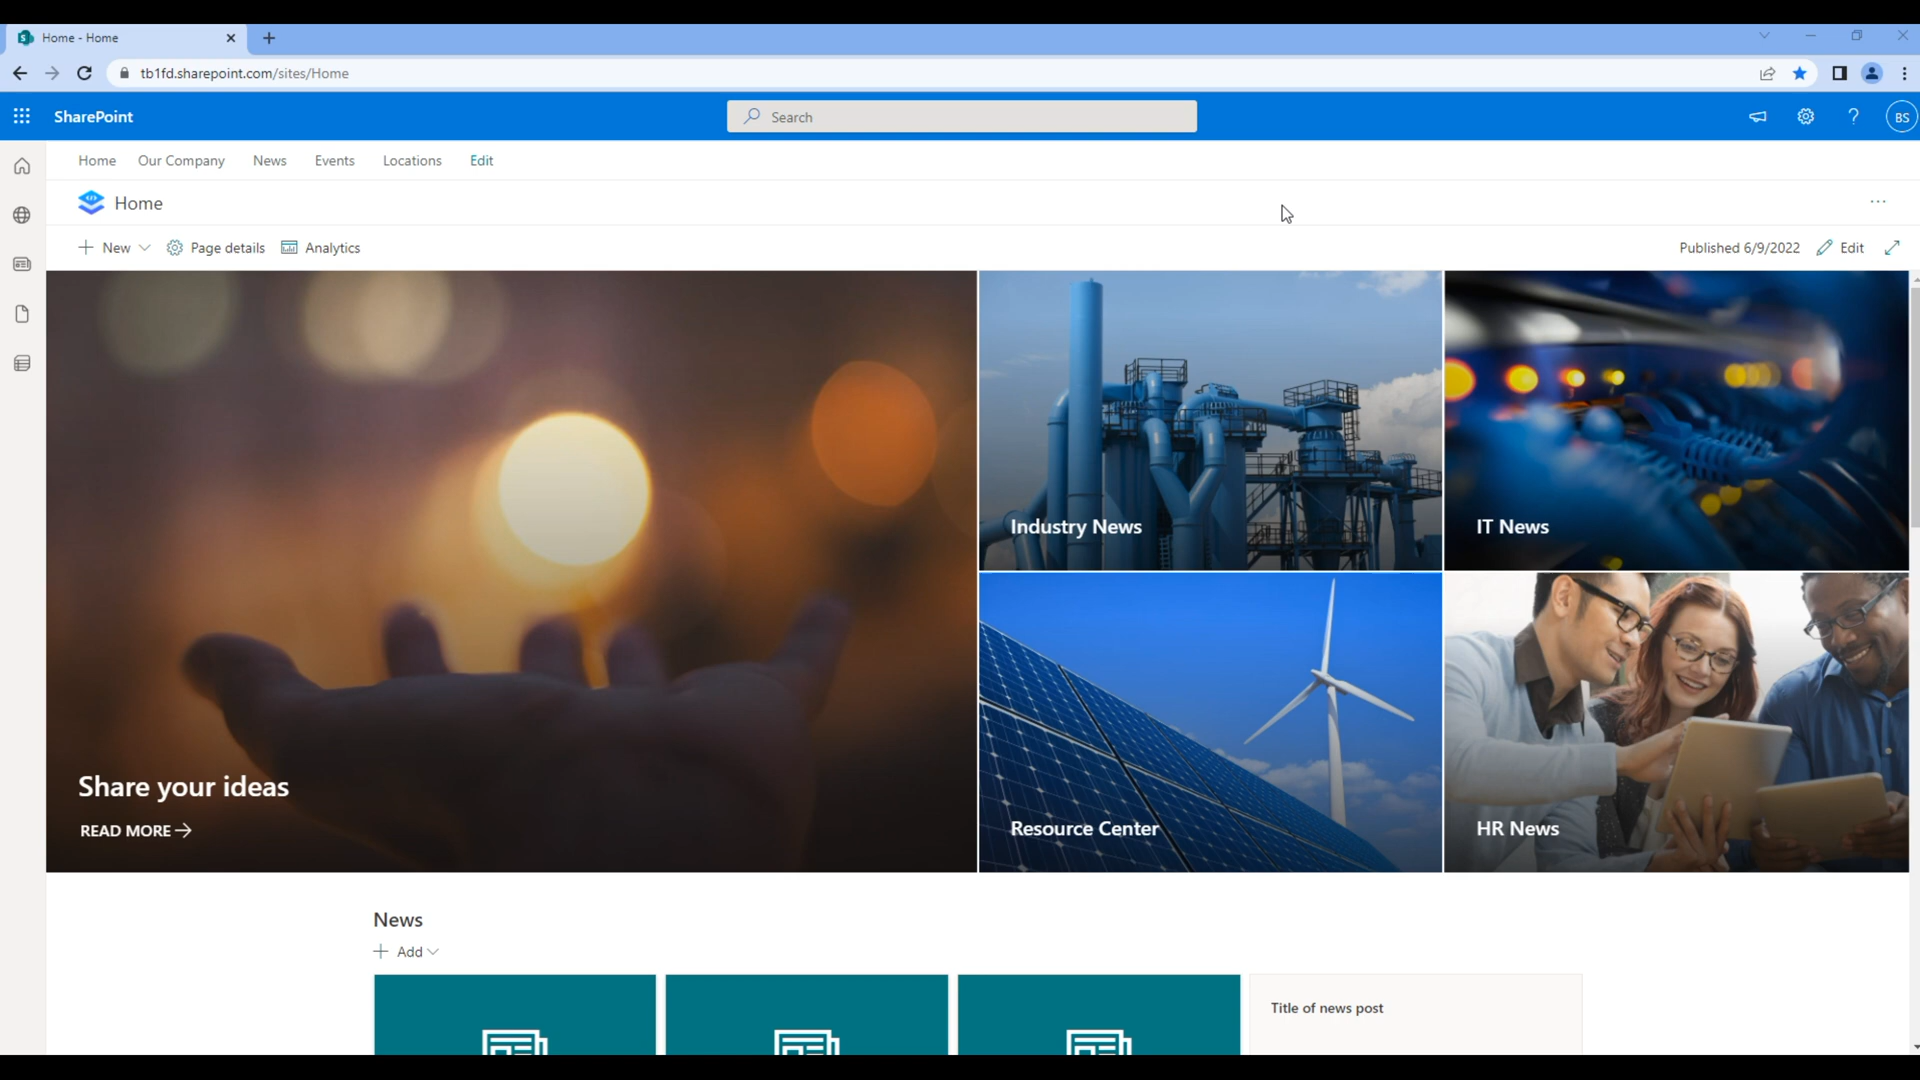 Home - Home
tb1fd.sharepoint.com/sites/Home
SharePoint
Search
?
BS
Home Our Company News Events Locations Edit
Home
New Page details Analytics
Published 6/9/2022 Edit
Industry News
IT News
Share your ideas
READ MORE
Resource Center
HR News
News
Add
Title of news post